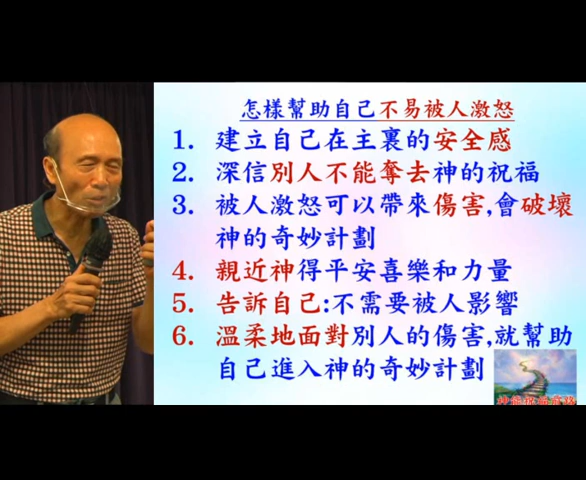 怎樣幫助自己不易被人激怒
1. 建立自己在主裏的安全感
2. 深信別人不能奪去神的祝福
3. 被人激怒可以帶來傷害,會破壞
神的奇妙計劃
4. 親近神得平安喜樂和力量
5. 告訴自己:不需要被人影響
6. 溫柔地面對別人的傷害,就幫助
自己進入神的奇妙計劃